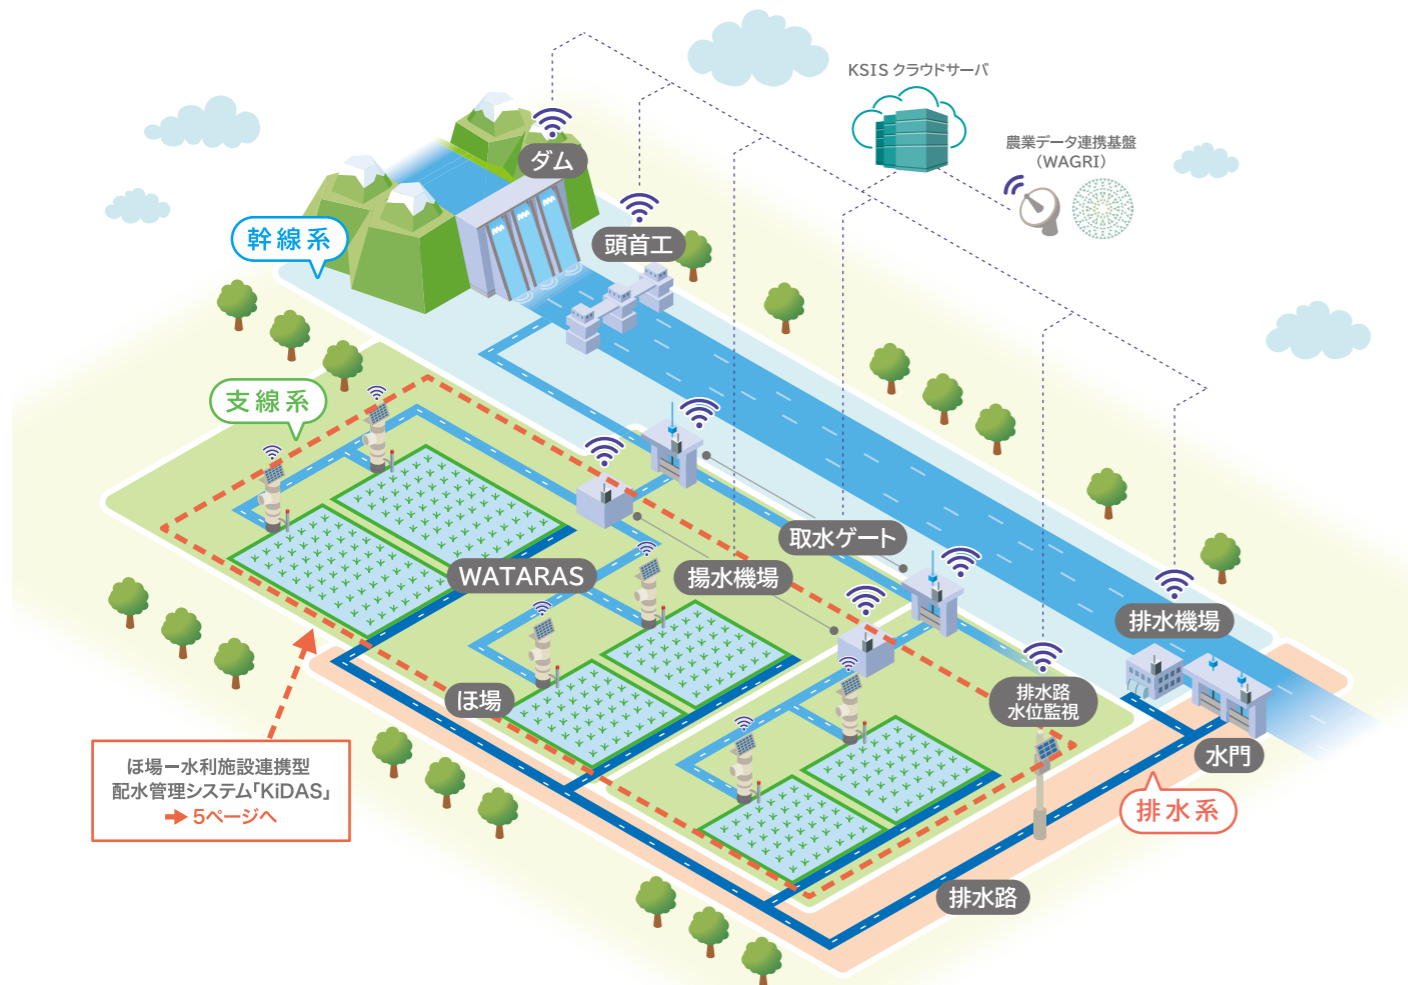 KSIS クラウドサーバ
農業データ連携基盤
（WAGRI）
ダム
頭首工
幹線系
支線系
取水ゲート
WATARAS
揚水機場
排水機場
ほ場
排水路
水位監視
水門
ほ場ー水利施設連携型
配水管理システム「KiDAS」
➡ 5ページへ
排水系
排水路